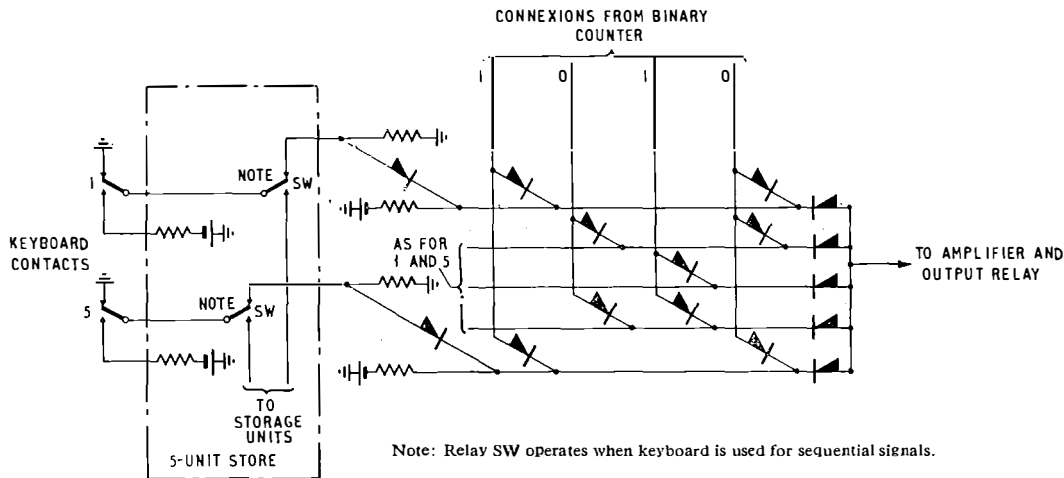 CONNEXIONS FROM BINARY
COUNTER
1 0 1 0
1
NOTE
SW
KEYBOARD
CONTACTS
AS FOR
1 AND 5
TO AMPLIFIER AND
OUTPUT RELAY
5
NOTE
SW
TO
STORAGE
UNITS
5-UNIT STORE
Note: Relay SW operates when keyboard is used for sequential signals.